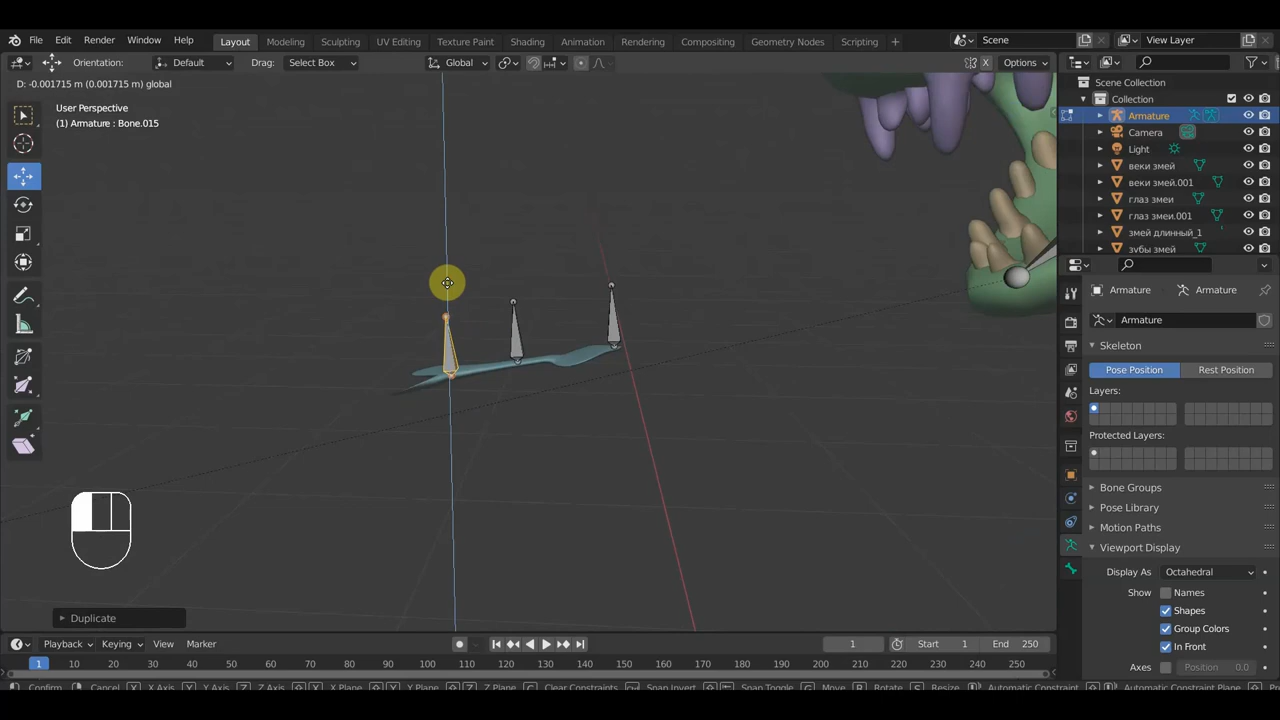 File Edit Render Window Help Layout Modeling Sculpting UV Editing Texture Paint Shading Animation Rendering Compositing Geometry Nodes Scripting + Scene View Layer
Orientation: Default Drag: Select Box Global X Options
D: -0.001715 m (0.001715 m) global
User Perspective
(1) Armature : Bone.015
Scene Collection
Collection
Armature
Camera
Light
веки змей
веки змей.001
глаз змеи
глаз змеи.001
змей длинный_1
зубы змей
Armature Armature
Armature
Skeleton
Pose Position Rest Position
Layers:
Protected Layers:
Bone Groups
Pose Library
Motion Paths
Viewport Display
Display As Octahedral
Show Names
Shapes
Group Colors
In Front
Axes Position 0.0
Duplicate
Playback Keying View Marker 1 Start 1 End 250
1 10 20 30 40 50 60 70 80 90 100 110 120 130 140 150 160 170 180 190 200 210 220 230 240 250
Confirm Cancel X X Axis Y Y Axis Z Z Axis X X Plane Y Y Plane Z Z Plane C Clear Constraints Snap Invert Snap Toggle G Move R Rotate S Resize Automatic Constraint Automatic Constraint Plane